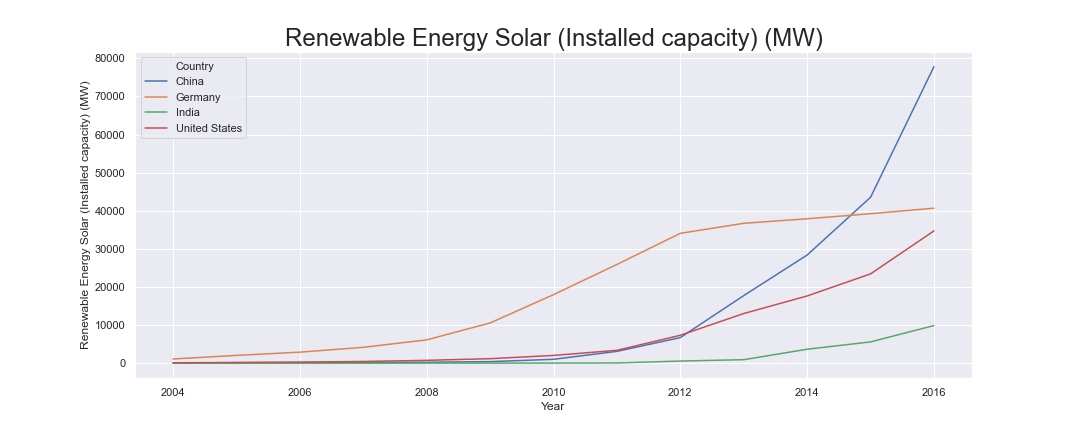 Renewable Energy Solar (Installed capacity) (MW)
80000
70000
60000
50000
40000
30000
20000
10000
0
Renewable Energy Solar (Installed capacity) (MW)
Country
China
Germany
India
United States
2004
2006
2008
2010
2012
2014
2016
Year